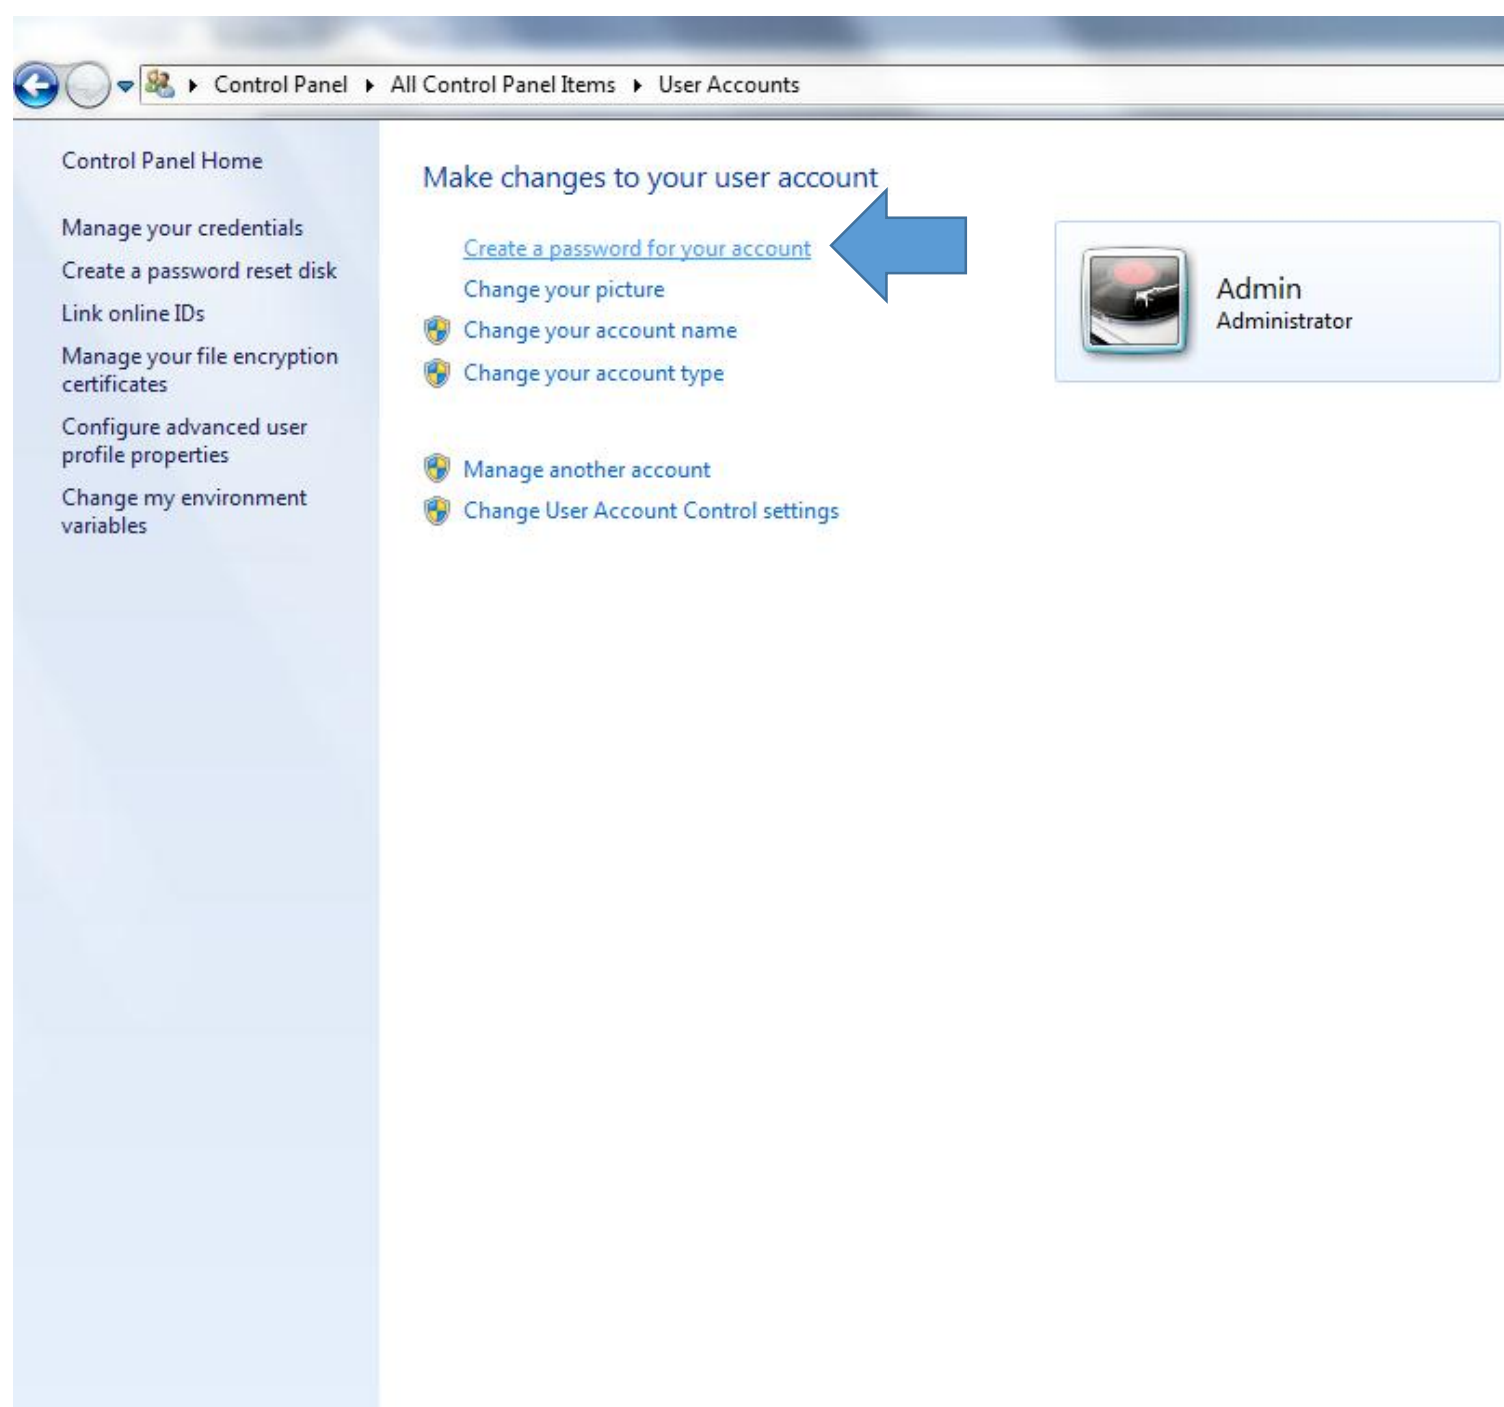 Control Panel ▸ All Control Panel Items ▸ User Accounts
Control Panel Home
Manage your credentials
Create a password reset disk
Link online IDs
Manage your file encryption
certificates
Configure advanced user
profile properties
Change my environment
variables
Make changes to your user account
Create a password for your account
Change your picture
Change your account name
Change your account type
Manage another account
Change User Account Control settings
Admin
Administrator